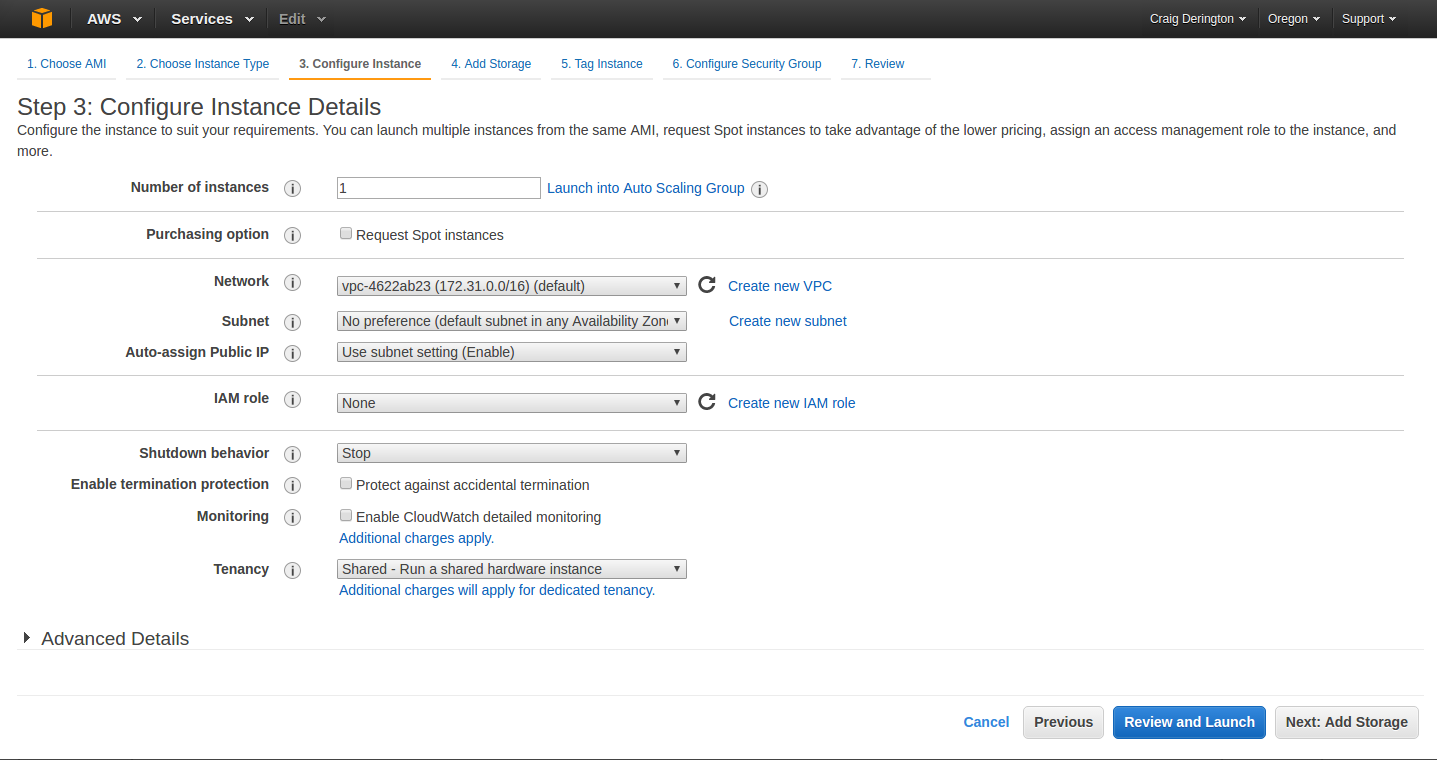 AWS Services Edit Craig Derington Oregon Support
1. Choose AMI 2. Choose Instance Type 3. Configure Instance 4. Add Storage 5. Tag Instance 6. Configure Security Group 7. Review
Step 3: Configure Instance Details
Configure the instance to suit your requirements. You can launch multiple instances from the same AMI, request Spot instances to take advantage of the lower pricing, assign an access management role to the instance, and
more.
Number of instances i 1 Launch into Auto Scaling Group i
Purchasing option i Request Spot instances
Network i vpc-4622ab23 (172.31.0.0/16) (default) Create new VPC
Subnet i No preference (default subnet in any Availability Zon Create new subnet
Auto-assign Public IP i Use subnet setting (Enable)
IAM role i None Create new IAM role
Shutdown behavior i Stop
Enable termination protection i Protect against accidental termination
Monitoring i Enable CloudWatch detailed monitoring
Additional charges apply.
Tenancy i Shared - Run a shared hardware instance
Additional charges will apply for dedicated tenancy.
Advanced Details
Cancel Previous Review and Launch Next: Add Storage